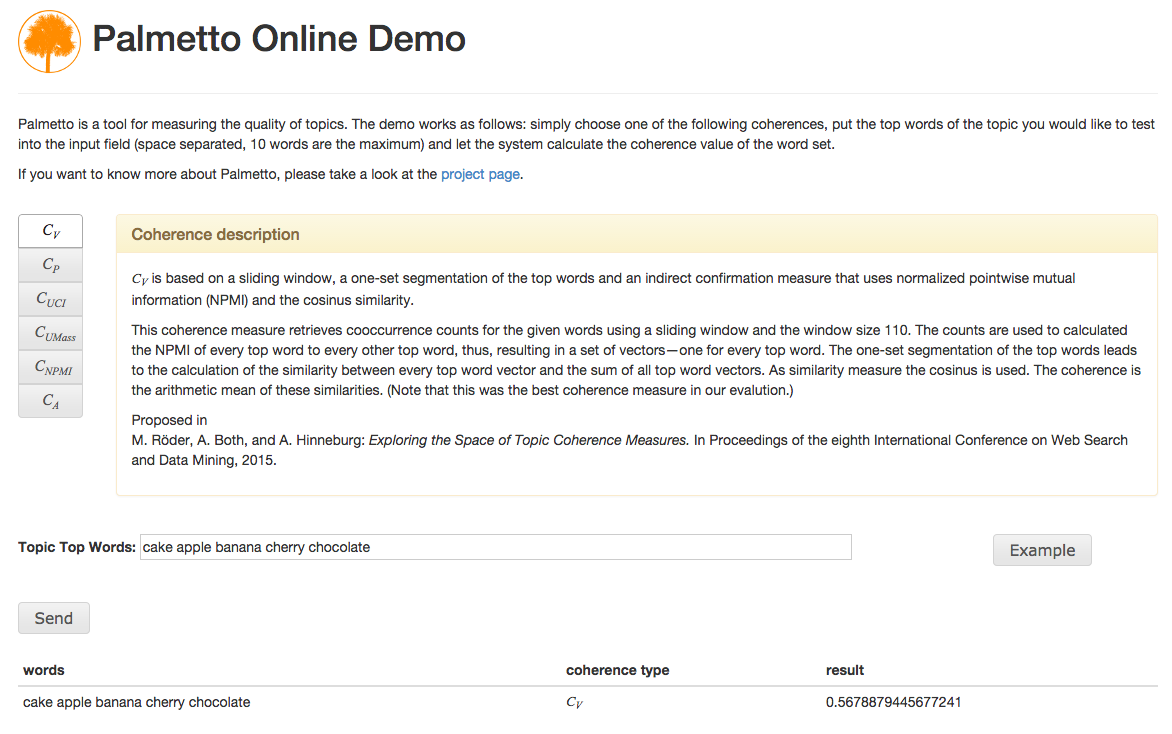 Palmetto Online Demo
Palmetto is a tool for measuring the quality of topics. The demo works as follows: simply choose one of the following coherences, put the top words of the topic you would like to test
into the input field (space separated, 10 words are the maximum) and let the system calculate the coherence value of the word set.
If you want to know more about Palmetto, please take a look at the project page.
C_V
C_P
C_UCI
C_UMass
C_NPMI
C_A
Coherence description
C_V is based on a sliding window, a one-set segmentation of the top words and an indirect confirmation measure that uses normalized pointwise mutual
information (NPMI) and the cosinus similarity.
This coherence measure retrieves cooccurrence counts for the given words using a sliding window and the window size 110. The counts are used to calculated
the NPMI of every top word to every other top word, thus, resulting in a set of vectors—one for every top word. The one-set segmentation of the top words leads
to the calculation of the similarity between every top word vector and the sum of all top word vectors. As similarity measure the cosinus is used. The coherence is
the arithmetic mean of these similarities. (Note that this was the best coherence measure in our evalution.)
Proposed in
M. Röder, A. Both, and A. Hinneburg: Exploring the Space of Topic Coherence Measures. In Proceedings of the eighth International Conference on Web Search
and Data Mining, 2015.
Topic Top Words: cake apple banana cherry chocolate Example
Send
words coherence type result
cake apple banana cherry chocolate C_V 0.5678879445677241